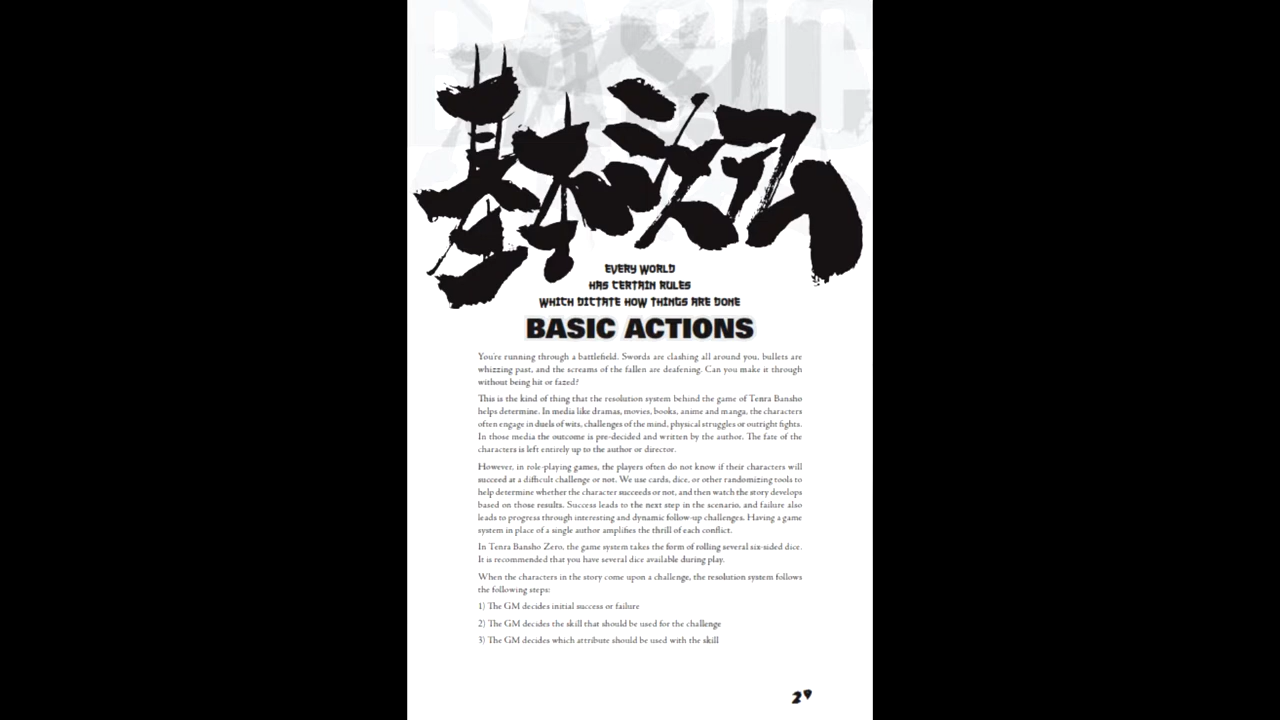 BASIC
基本次元
EVERY WORLD
HAS CERTAIN RULES
WHICH DICTATE HOW THINGS ARE DONE
BASIC ACTIONS
You're running through a battlefield. Swords are clashing all around you, bullets are
whizzing past, and the screams of the fallen are deafening. Can you make it through
without being hit or fazed?
This is the kind of thing that the resolution system behind the game of Tenra Bansho
helps determine. In media like dramas, movies, books, anime and manga, the characters
often engage in duels of wits, challenges of the mind, physical struggles or outright fights.
In those media the outcome is pre-decided and written by the author. The fate of the
characters is left entirely up to the author or director.
However, in role-playing games, the players often do not know if their characters will
succeed at a difficult challenge or not. We use cards, dice, or other randomizing tools to
help determine whether the character succeeds or not, and then watch the story develops
based on those results. Success leads to the next step in the scenario, and failure also
leads to progress through interesting and dynamic follow-up challenges. Having a game
system in place of a single author amplifies the thrill of each conflict.
In Tenra Bansho Zero, the game system takes the form of rolling several six-sided dice.
It is recommended that you have several dice available during play.
When the characters in the story come upon a challenge, the resolution system follows
the following steps:
1) The GM decides initial success or failure
2) The GM decides the skill that should be used for the challenge
3) The GM decides which attribute should be used with the skill
29